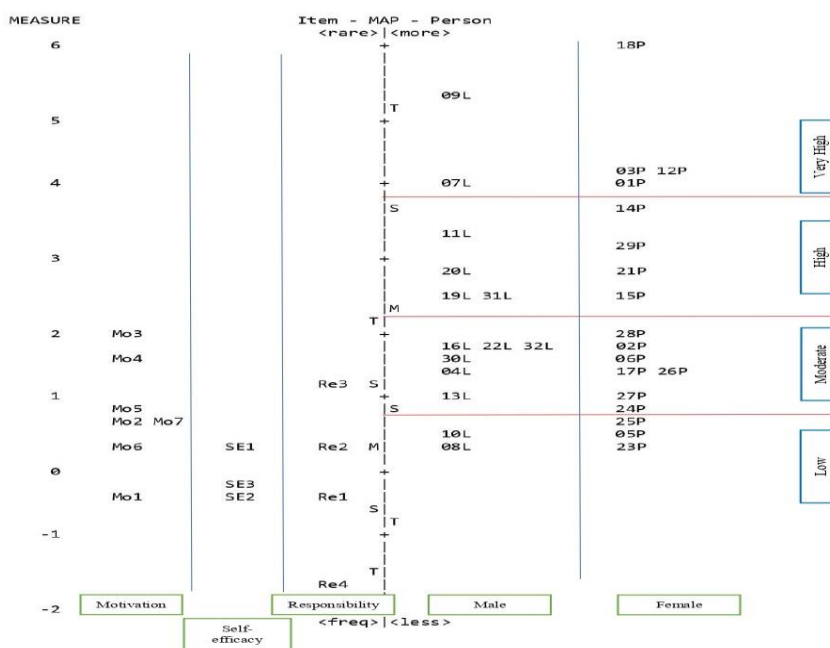 MEASURE Item - MAP - Person
<rare>|<more>
6 18P
09L
T
5
Very High
03P 12P
4 07L 01P
S 14P
11L
High
29P
3
20L 21P
19L 31L 15P
M
T
2 Mo3 28P
16L 22L 32L 02P
Mo4 30L 06P
Moderate
04L 17P 26P
Re3 S
1 13L 27P
Mo5 S 24P
Mo2 Mo7 25P
10L 05P
Mo6 SE1 Re2 M 08L 23P
Low
0
SE3
Mo1 SE2 Re1
S
T
-1
T
Re4
Motivation Responsibility Male Female
-2
<freq>|<less>
Self-
efficacy